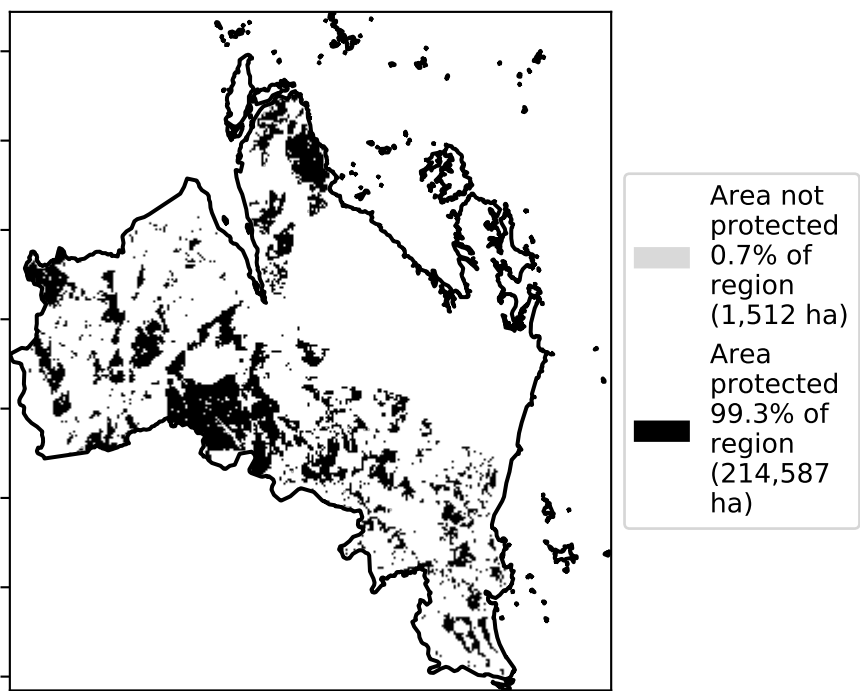 Area not
protected
0.7% of
region
(1,512 ha)
Area
protected
99.3% of
region
(214,587
ha)